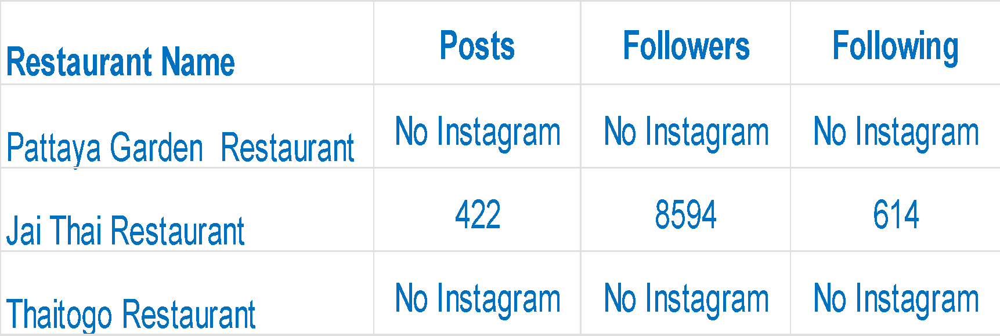 Restaurant Name Posts Followers Following
Pattaya Garden  Restaurant No Instagram No Instagram No Instagram
Jai Thai Restaurant 422 8594 614
Thaitogo Restaurant No Instagram No Instagram No Instagram